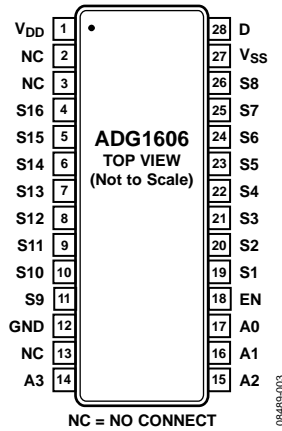 VDD 1 28 D
NC 2 27 VSS
NC 3 26 S8
S16 4 25 S7
S15 5 24 S6
S14 6 23 S5
S13 7 22 S4
S12 8 21 S3
S11 9 20 S2
S10 10 19 S1
S9 11 18 EN
GND 12 17 A0
NC 13 16 A1
A3 14 15 A2
ADG1606
TOP VIEW
(Not to Scale)
NC = NO CONNECT
08489-003